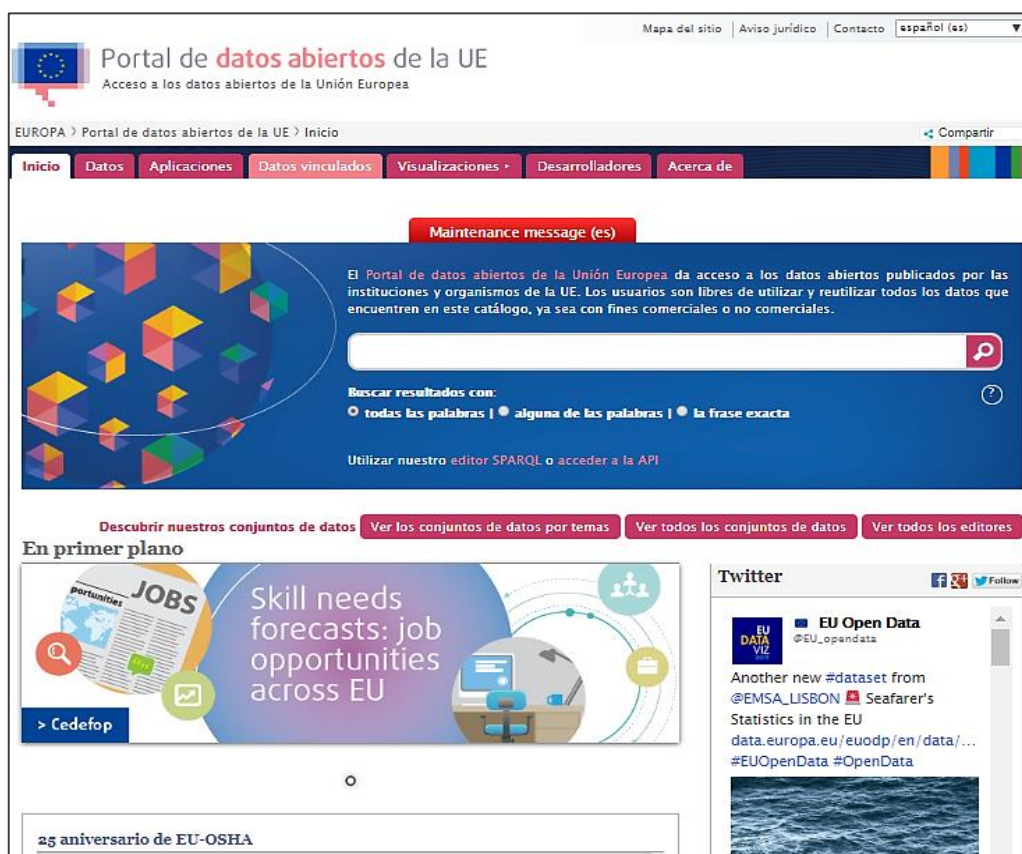 Mapa del sitio | Aviso jurídico | Contacto español (es)
Portal de datos abiertos de la UE
Acceso a los datos abiertos de la Unión Europea
EUROPA > Portal de datos abiertos de la UE > Inicio
Compartir
Inicio Datos Aplicaciones Datos vinculados Visualizaciones Desarrolladores Acerca de
Maintenance message (es)
El Portal de datos abiertos de la Unión Europea da acceso a los datos abiertos publicados por las
instituciones y organismos de la UE. Los usuarios son libres de utilizar y reutilizar todos los datos que
encuentren en este catálogo, ya sea con fines comerciales o no comerciales.
Buscar resultados con:
todas las palabras | alguna de las palabras | la frase exacta
?
Utilizar nuestro editor SPARQL o acceder a la API
Descubrir nuestros conjuntos de datos Ver los conjuntos de datos por temas Ver todos los conjuntos de datos Ver todos los editores
En primer plano
portunities JOBS
Skill needs
forecasts: job
opportunities
across EU
> Cedefop
25 aniversario de EU-OSHA
Twitter
f g+ Follow
EU
DATA
VIZ
EU Open Data
@EU_opendata
Another new #dataset from
@EMSA_LISBON Seafarer's
Statistics in the EU
data.europa.eu/euodp/en/data/...
#EUOpenData #OpenData